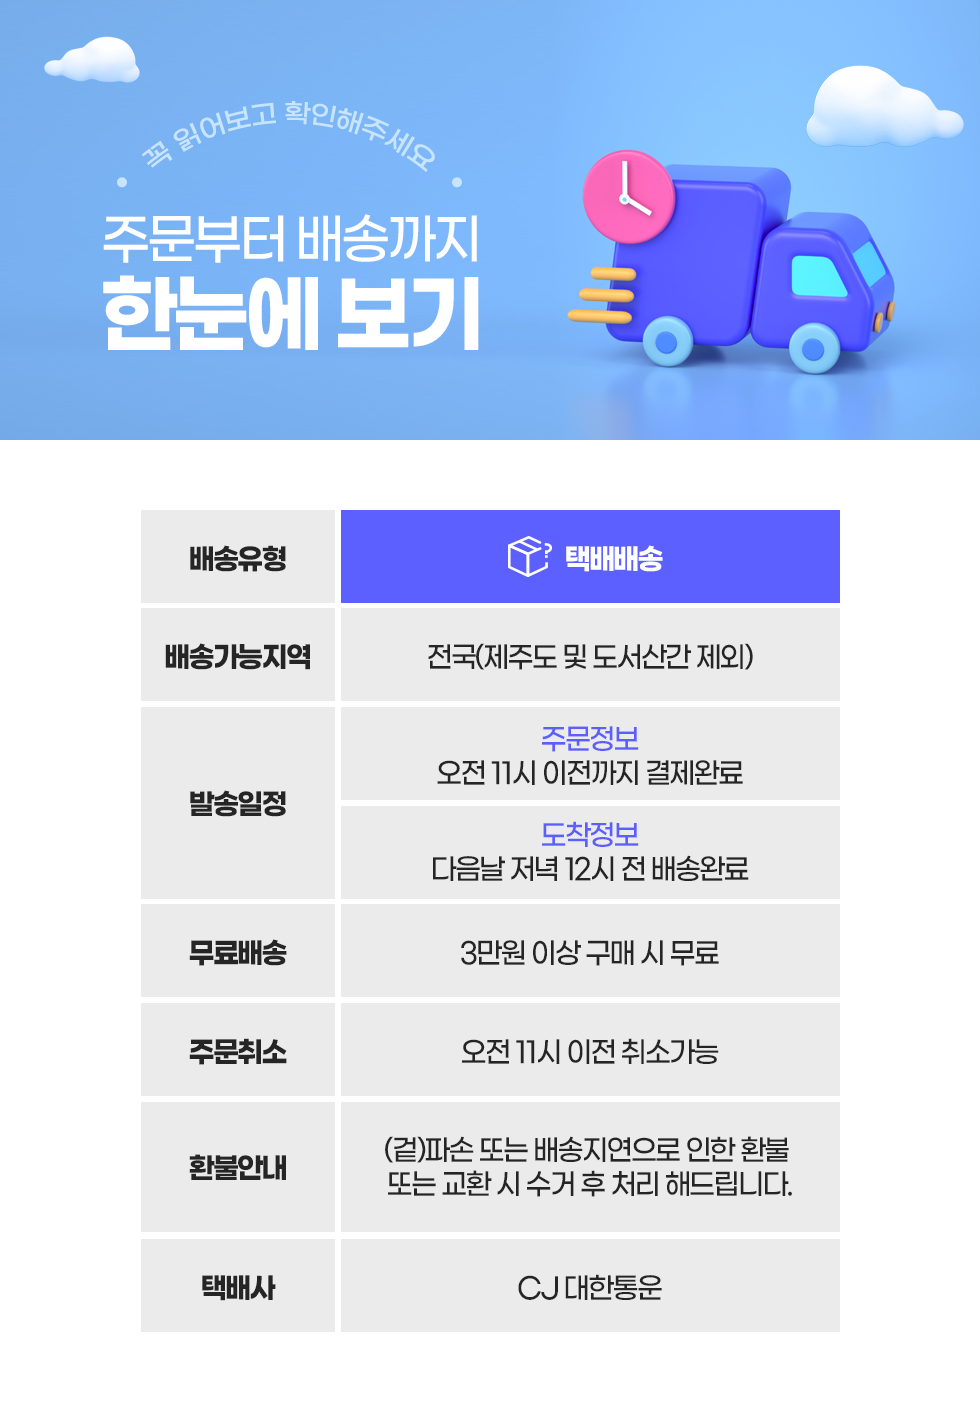 꼭 읽어보고 확인해주세요
주문부터 배송까지
한눈에 보기
배송유형
택배배송
배송가능지역
전국(제주도 및 도서산간 제외)
발송일정
주문정보
오전 11시 이전까지 결제완료
도착정보
다음날 저녁 12시 전 배송완료
무료배송
3만원 이상 구매 시 무료
주문취소
오전 11시 이전 취소가능
환불안내
(겉)파손 또는 배송지연으로 인한 환불
또는 교환 시 수거 후 처리 해드립니다.
택배사
CJ 대한통운